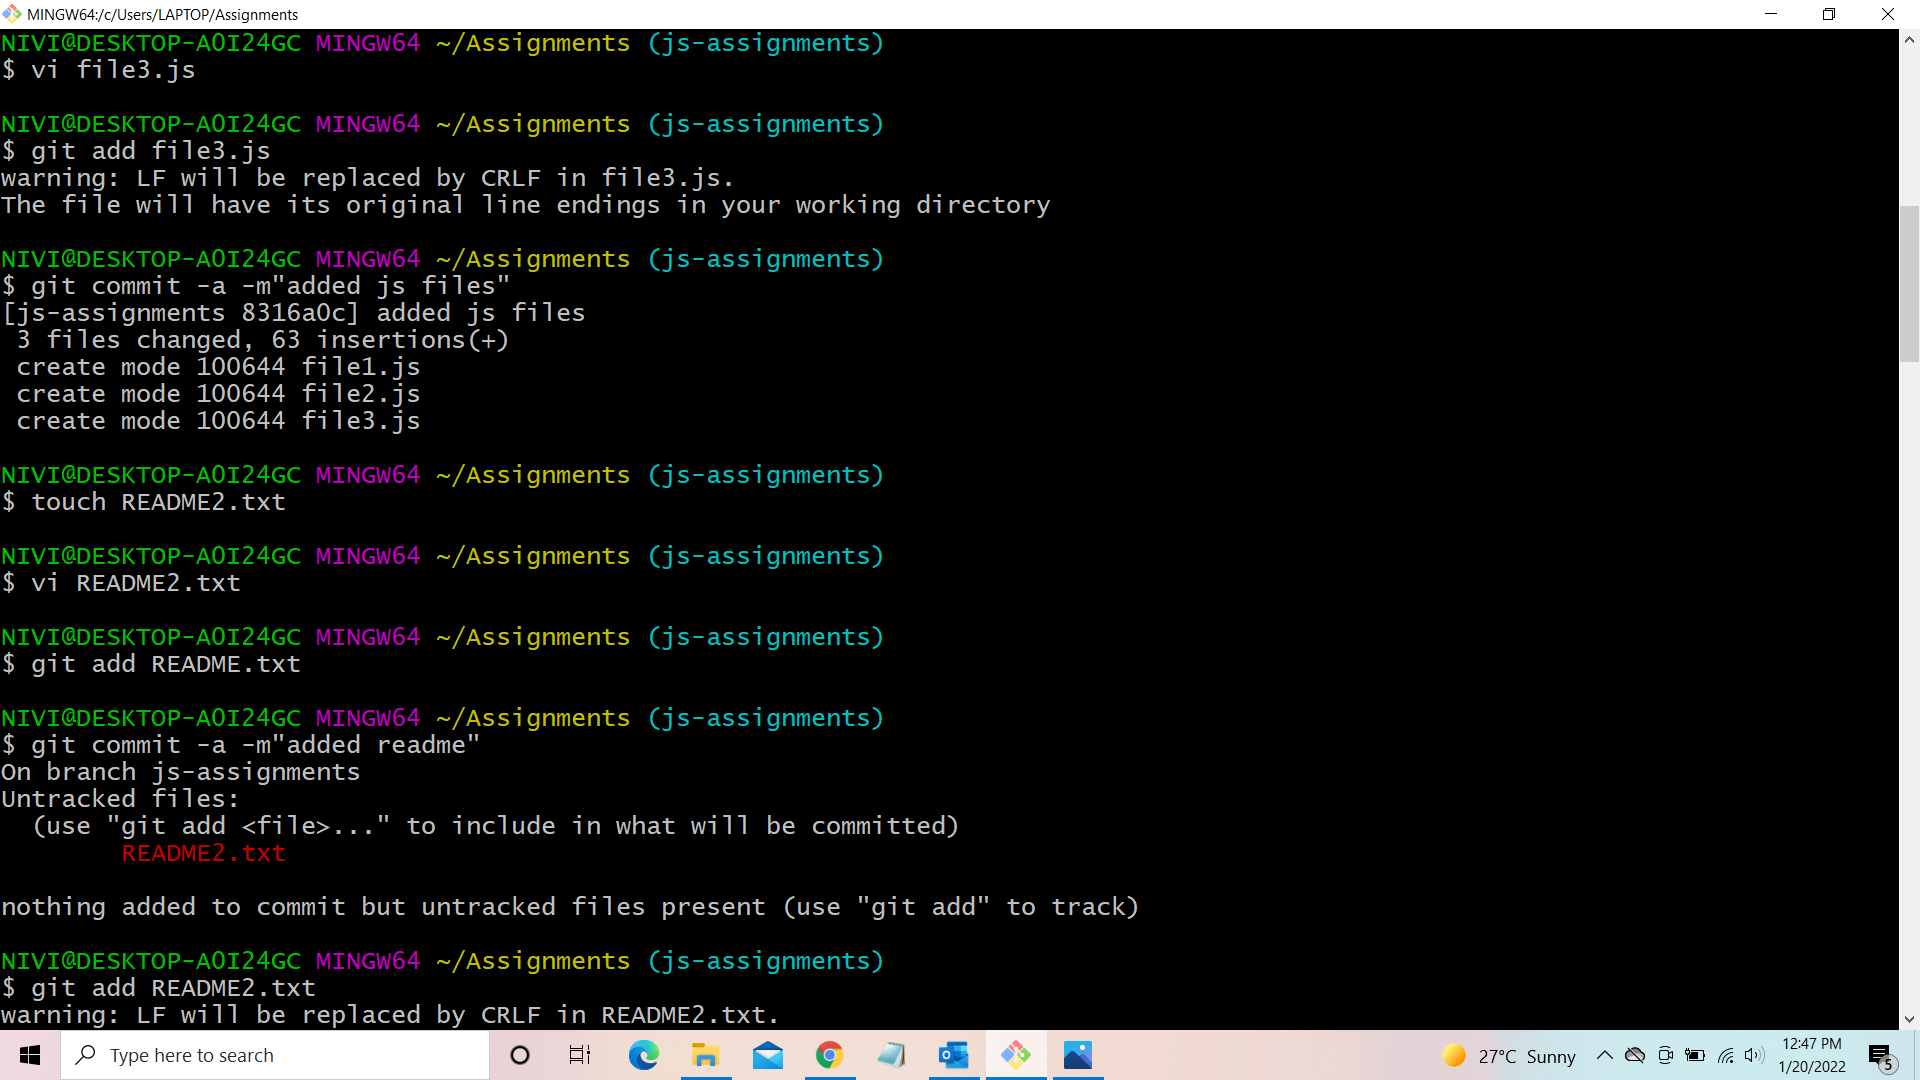 MINGW64:/c/Users/LAPTOP/Assignments
NIVI@DESKTOP-AOI24GC MINGW64 ~/Assignments (js-assignments)
$ vi file3.js
NIVI@DESKTOP-AOI24GC MINGW64 ~/Assignments (js-assignments)
$ git add file3.js
warning: LF will be replaced by CRLF in file3.js.
The file will have its original line endings in your working directory
NIVI@DESKTOP-AOI24GC MINGW64 ~/Assignments (js-assignments)
$ git commit -a -m"added js files"
[js-assignments 8316a0c] added js files
 3 files changed, 63 insertions(+)
 create mode 100644 file1.js
 create mode 100644 file2.js
 create mode 100644 file3.js
NIVI@DESKTOP-AOI24GC MINGW64 ~/Assignments (js-assignments)
$ touch README2.txt
NIVI@DESKTOP-AOI24GC MINGW64 ~/Assignments (js-assignments)
$ vi README2.txt
NIVI@DESKTOP-AOI24GC MINGW64 ~/Assignments (js-assignments)
$ git add README.txt
NIVI@DESKTOP-AOI24GC MINGW64 ~/Assignments (js-assignments)
$ git commit -a -m"added readme"
On branch js-assignments
Untracked files:
  (use "git add <file>..." to include in what will be committed)
        README2.txt
nothing added to commit but untracked files present (use "git add" to track)
NIVI@DESKTOP-AOI24GC MINGW64 ~/Assignments (js-assignments)
$ git add README2.txt
warning: LF will be replaced by CRLF in README2.txt.
Type here to search
27°C Sunny
12:47 PM
1/20/2022
5